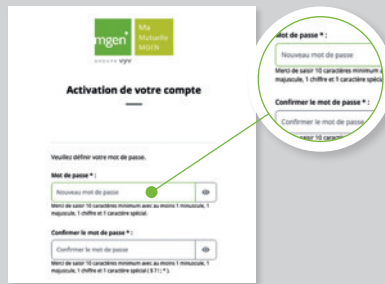 mgen
GROUPE vyv
Ma
Mutuelle
MGEN
Activation de votre compte
Veuillez définir votre mot de passe.
Mot de passe * :
Nouveau mot de passe
Merci de saisir 10 caractères minimum avec au moins 1 minuscule, 1
majuscule, 1 chiffre et 1 caractère spécial.
Confirmer le mot de passe * :
Confirmer le mot de passe
Merci de saisir 10 caractères minimum avec au moins 1 minuscule, 1
majuscule, 1 chiffre et 1 caractère spécial
Mot de passe * :
Nouveau mot de passe
Merci de saisir 10 caractères minimum
majuscule, 1 chiffre et 1 caractère
Confirmer le mot de passe * :
Confirmer le mot de passe
saisir 10